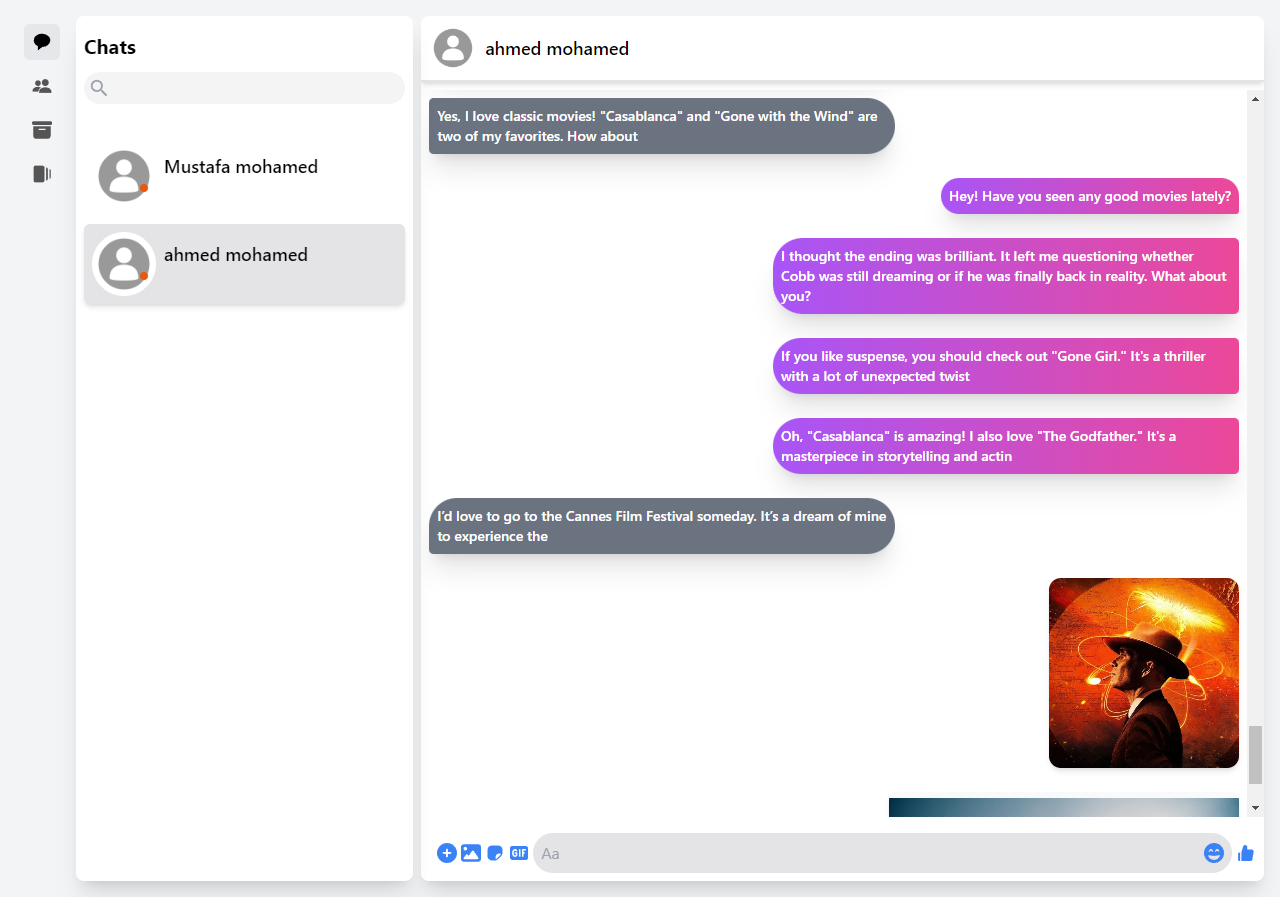 Chats
Mustafa mohamed
ahmed mohamed
ahmed mohamed
Yes, I love classic movies! "Casablanca" and "Gone with the Wind" are
two of my favorites. How about
Hey! Have you seen any good movies lately?
I thought the ending was brilliant. It left me questioning whether
Cobb was still dreaming or if he was finally back in reality. What about
you?
If you like suspense, you should check out "Gone Girl." It's a thriller
with a lot of unexpected twist
Oh, "Casablanca" is amazing! I also love "The Godfather." It's a
masterpiece in storytelling and actin
I’d love to go to the Cannes Film Festival someday. It’s a dream of mine
to experience the
GIF
Aa